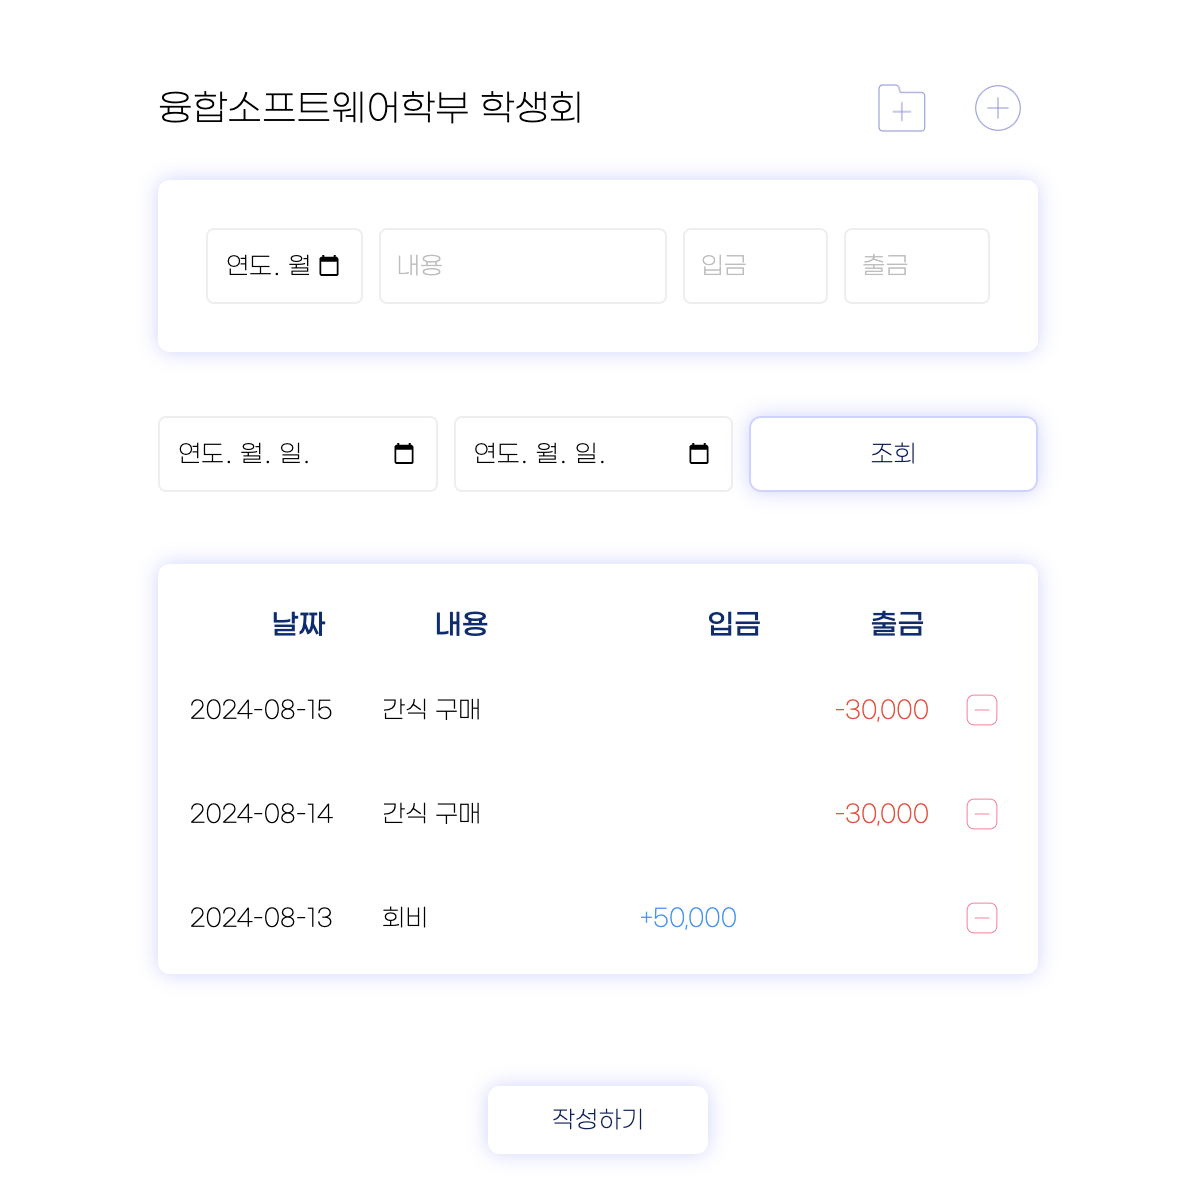 융합소프트웨어학부 학생회
연도. 월 내용 입금 출금
연도. 월. 일. 연도. 월. 일. 조회
날짜 내용 입금 출금
2024-08-15 간식 구매 -30,000
2024-08-14 간식 구매 -30,000
2024-08-13 회비 +50,000
작성하기